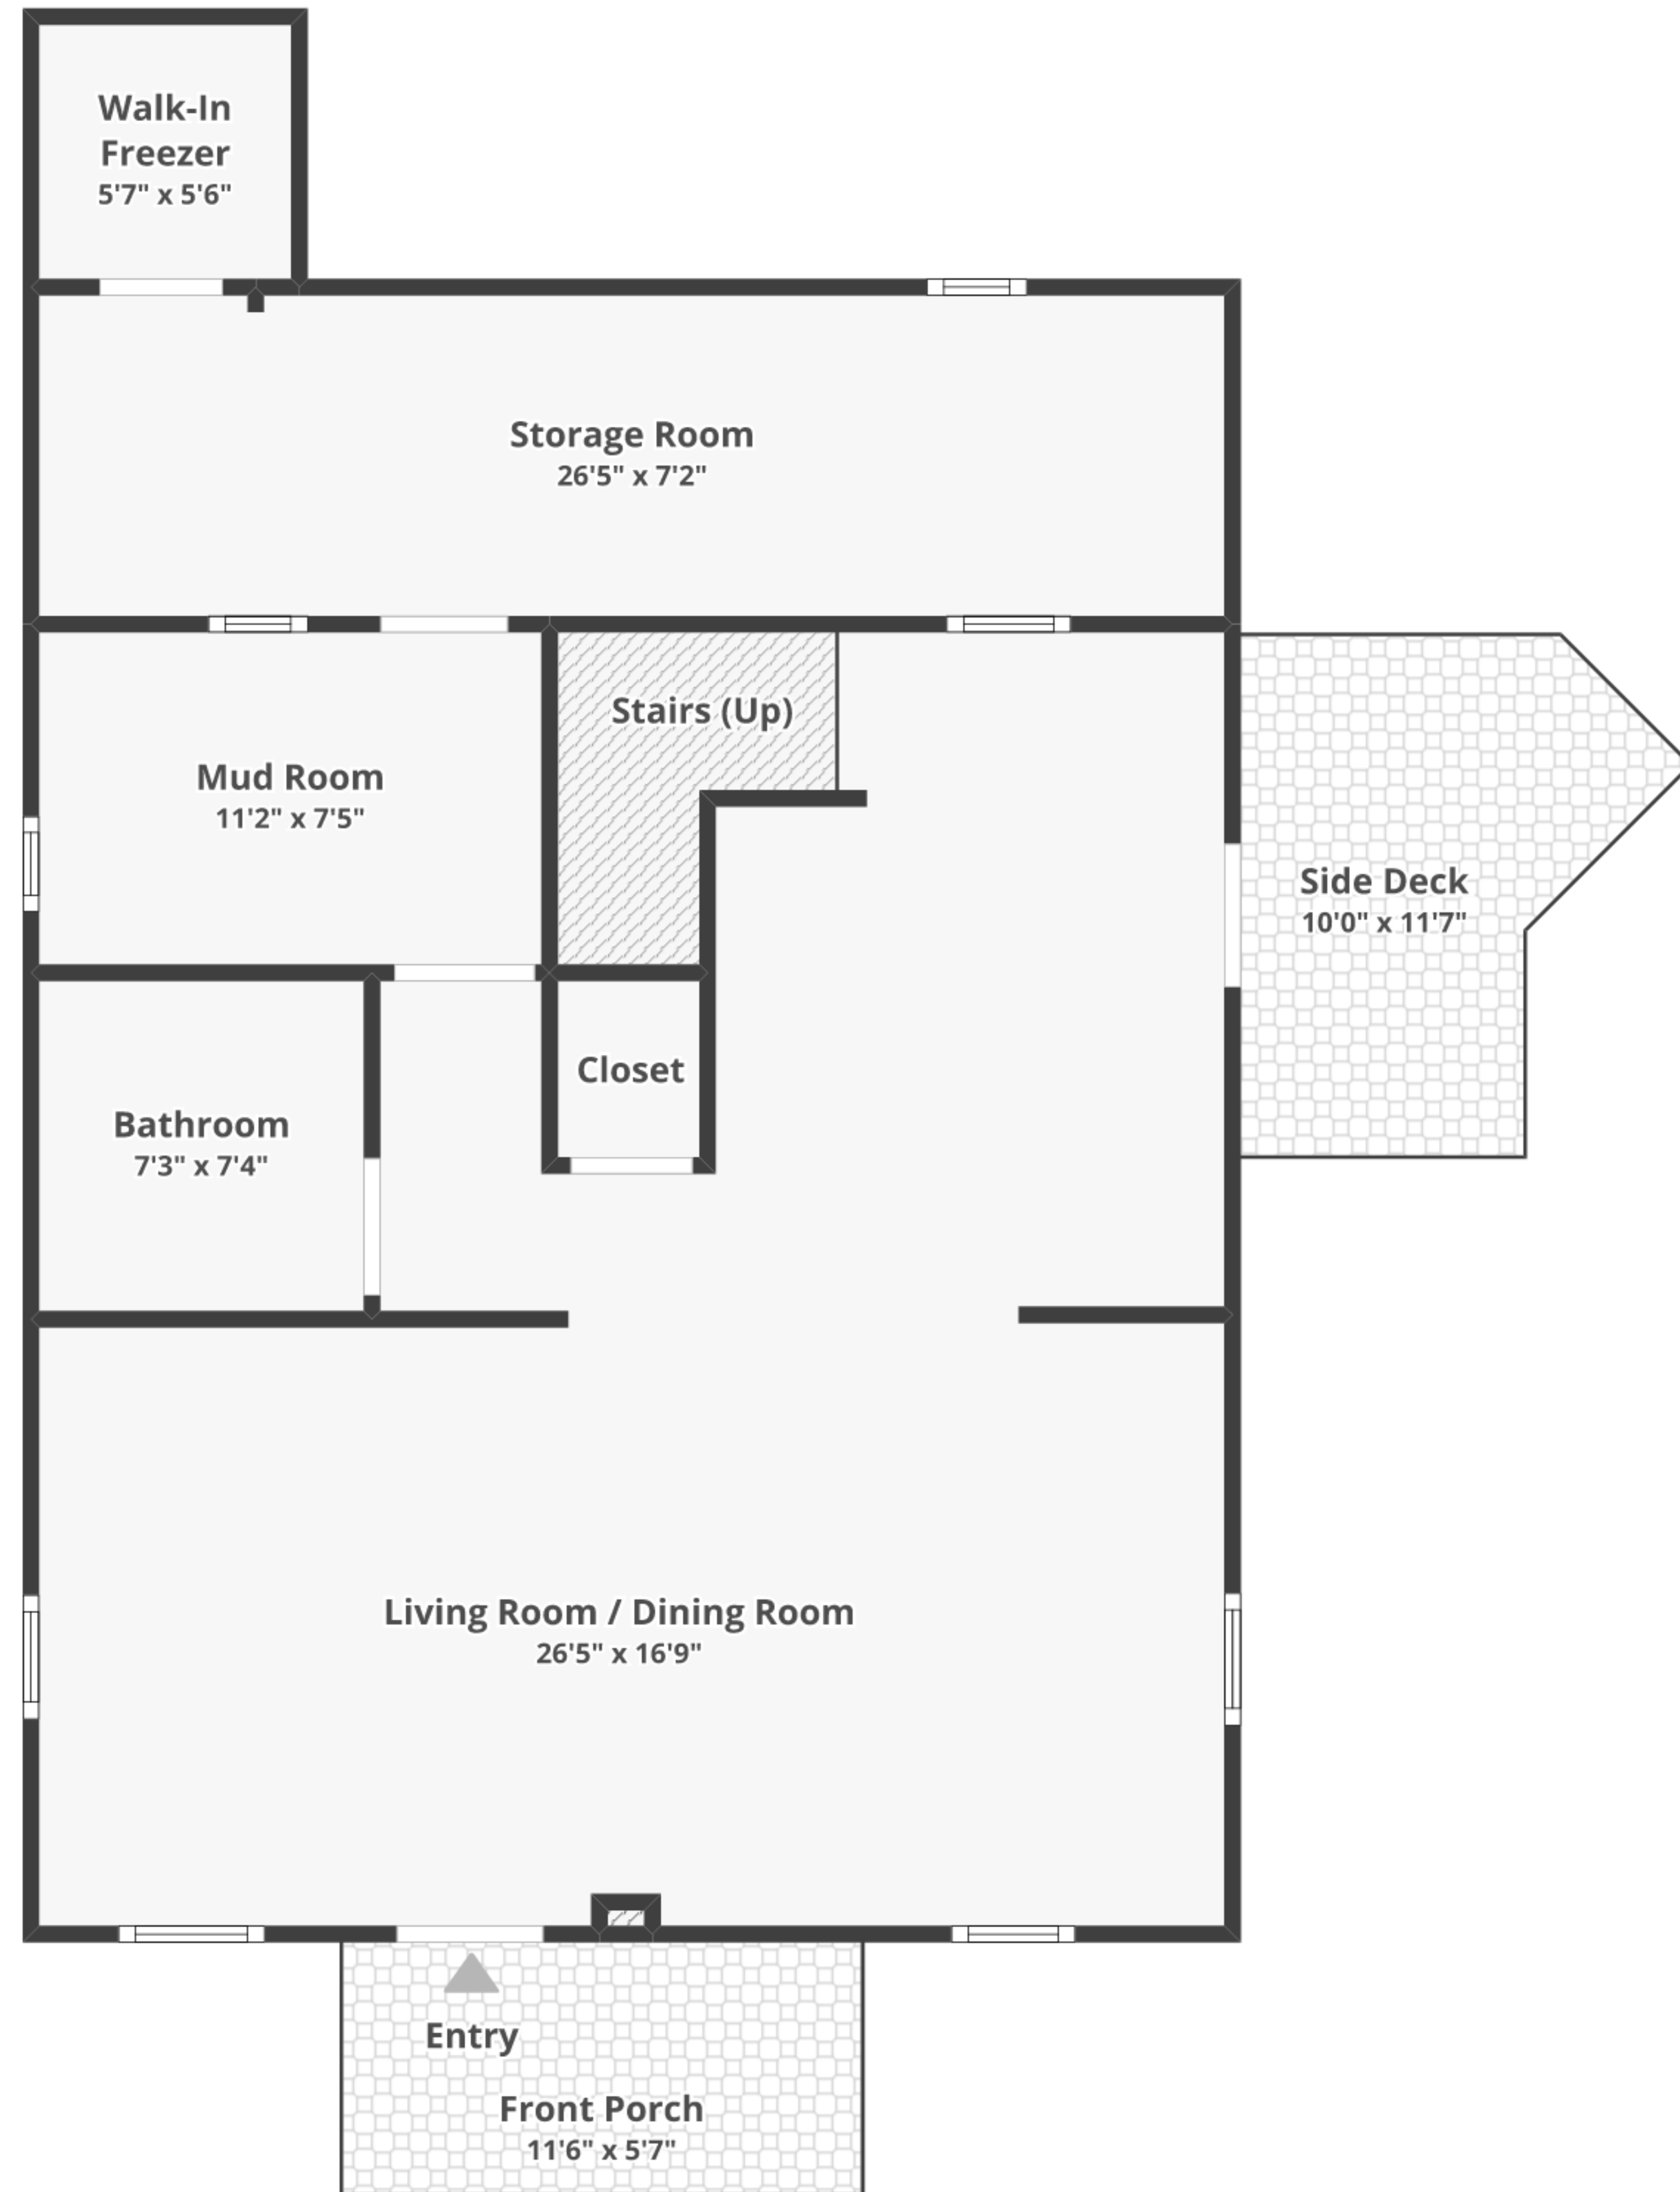 Walk-In
Freezer
5'7" x 5'6"
Storage Room
26'5" x 7'2"
Stairs (Up)
Mud Room
11'2" x 7'5"
Side Deck
10'0" x 11'7"
Closet
Bathroom
7'3" x 7'4"
Living Room / Dining Room
26'5" x 16'9"
Entry
Front Porch
11'6" x 5'7"